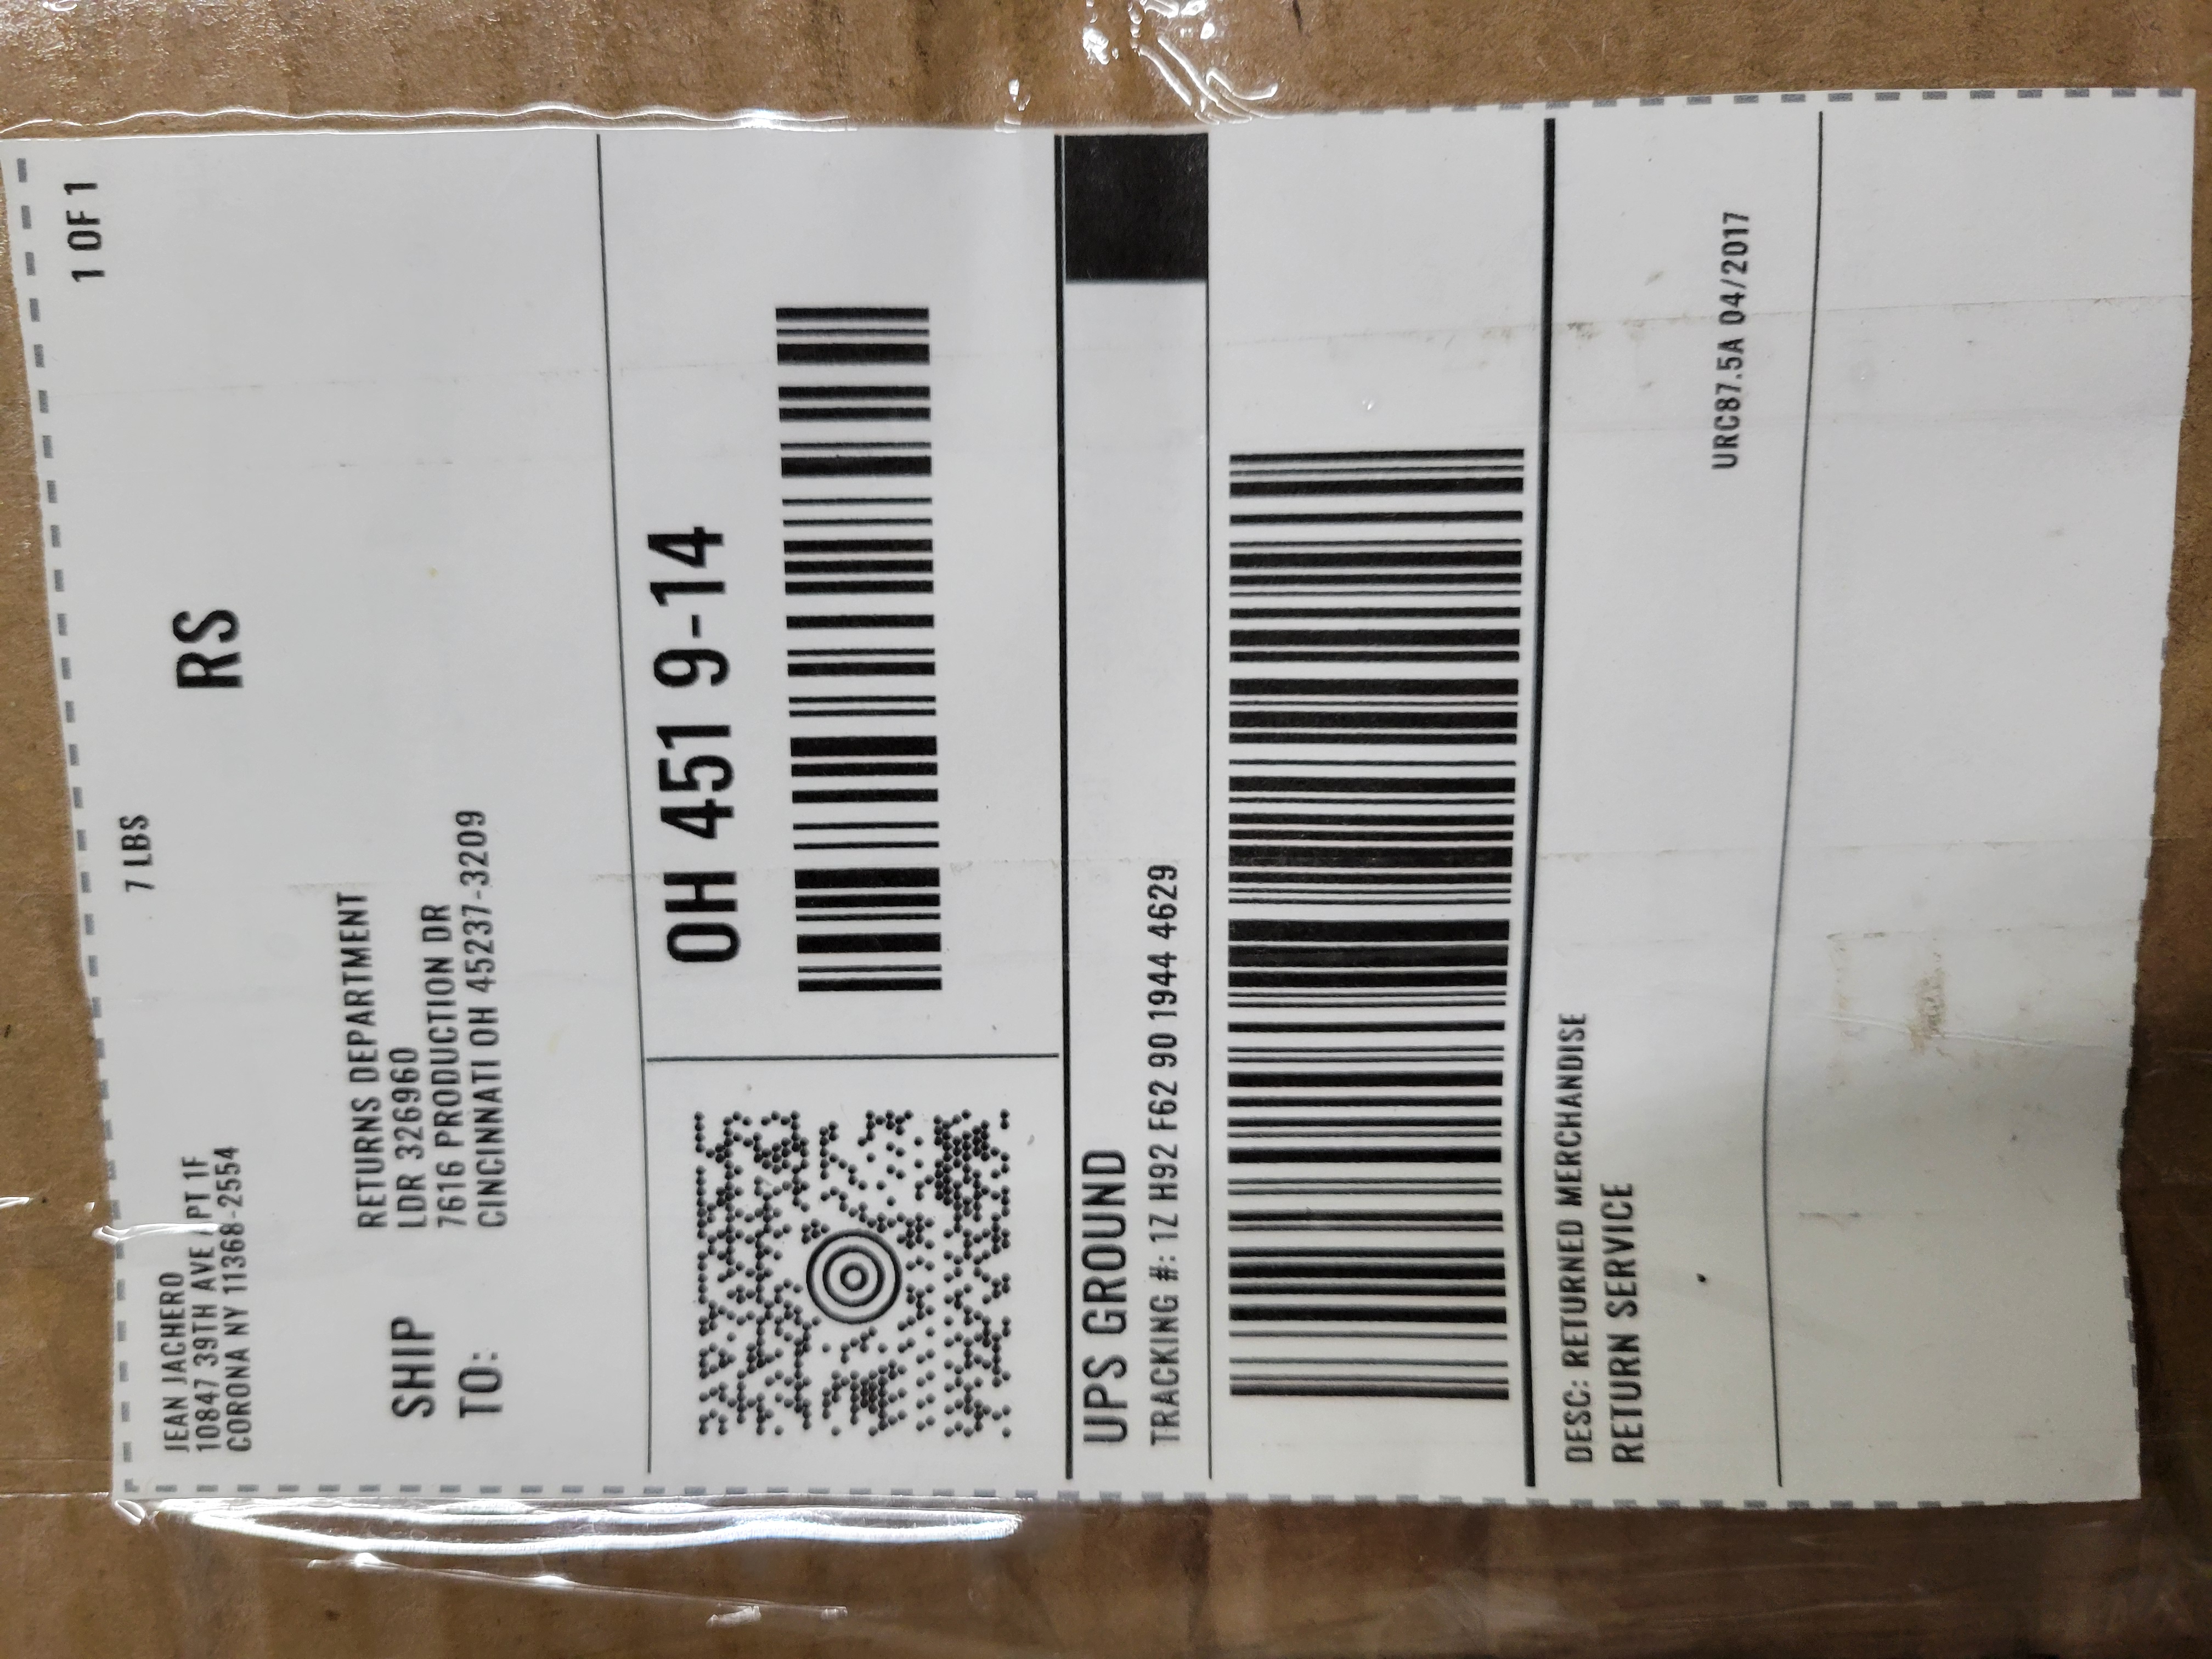 1 OF 1
7 LBS
JEAN JACHERO
10847 39TH AVE PT 1F
CORONA NY 11368-2554
RS
SHIP
TO:
RETURNS DEPARTMENT
LDR 326960
7616 PRODUCTION DR
CINCINNATI OH 45237-3209
OH 451 9-14
UPS GROUND
TRACKING #: 1Z H92 F62 90 1944 4629
DESC: RETURNED MERCHANDISE
RETURN SERVICE
URC87.5A 04/2017